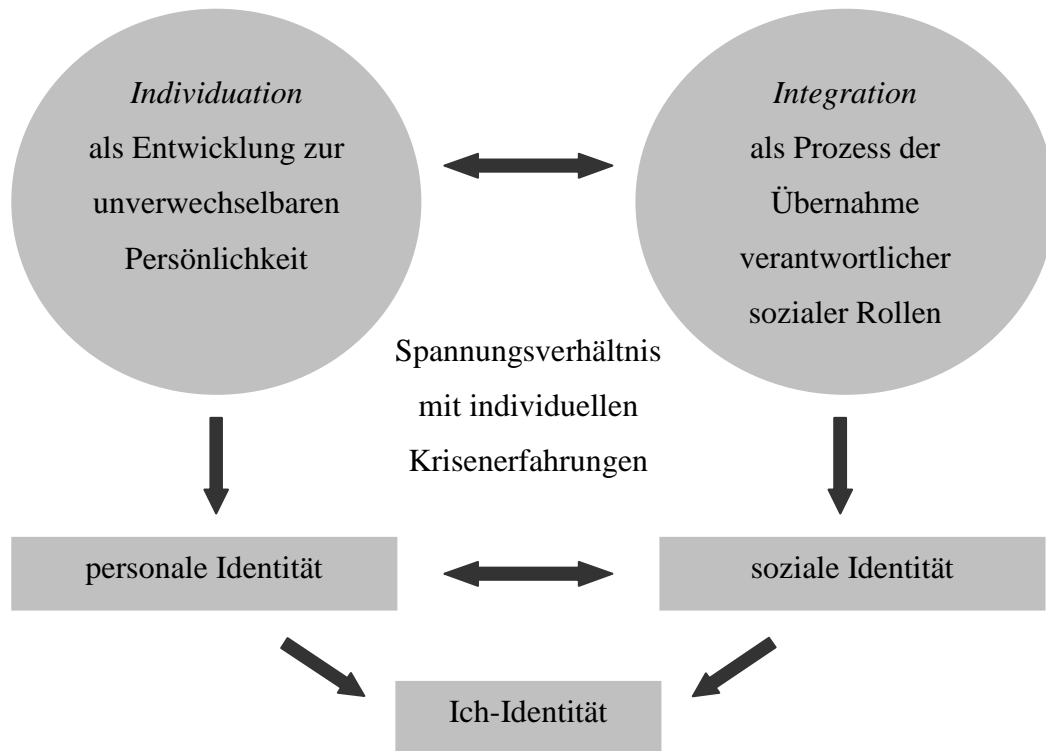 Individuation
als Entwicklung zur
unverwechselbaren
Persönlichkeit
Integration
als Prozess der
Übernahme
verantwortlicher
sozialer Rollen
Spannungsverhältnis
mit individuellen
Krisenerfahrungen
personale Identität
soziale Identität
Ich-Identität